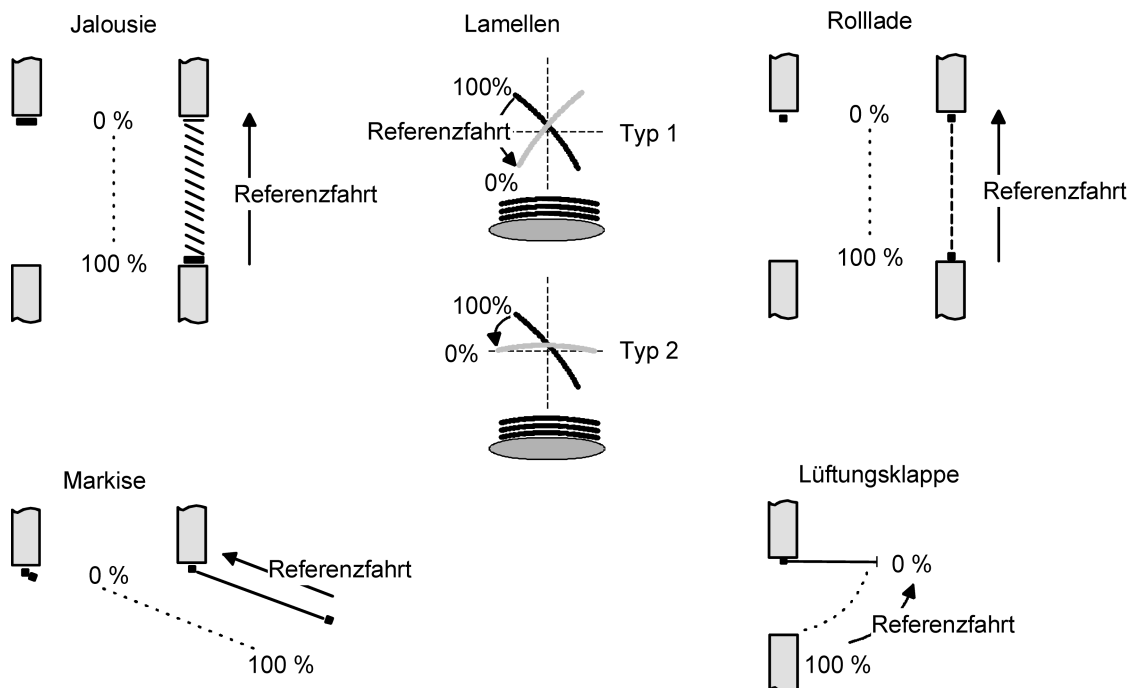 Jalousie
0 %
Referenzfahrt
100 %
Lamellen
100%
Referenzfahrt
Typ 1
0%
100%
0%
Typ 2
Rolllade
0 %
Referenzfahrt
100 %
Markise
0 %
Referenzfahrt
100 %
Lüftungsklappe
0 %
Referenzfahrt
100 %